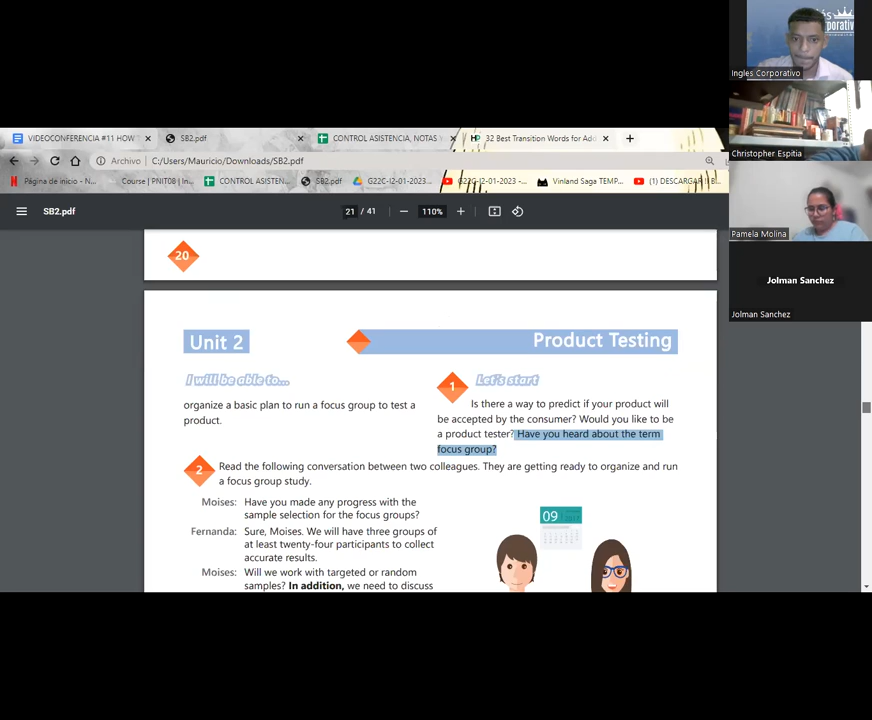 Ingles Corporativo
VIDEOCONFERENCIA #11 HOW
SB2.pdf
CONTROL ASISTENCIA, NOTAS Y
32 Best Transition Words for Add
Archivo
C:/Users/Mauricio/Downloads/SB2.pdf
Christopher Espitia
Página de inicio - N...
Course | PNIT08 | In...
CONTROL ASISTEN...
SB2.pdf
G22C-I2-01-2023...
G22C-I2-01-2023 -...
Vinland Saga TEMP...
(1) DESCARGAR
SB2.pdf
21 / 41
110%
Pamela Molina
Jolman Sanchez
Jolman Sanchez
20
Unit 2
Product Testing
I will be able to...
1
Let's start
organize a basic plan to run a focus group to test a
product.
Is there a way to predict if your product will
be accepted by the consumer? Would you like to be
a product tester? Have you heard about the term
focus group?
2
Read the following conversation between two colleagues. They are getting ready to organize and run
a focus group study.
Moises: Have you made any progress with the
sample selection for the focus groups?
Fernanda: Sure, Moises. We will have three groups of
at least twenty-four participants to collect
accurate results.
Moises: Will we work with targeted or random
samples? In addition, we need to discuss
09